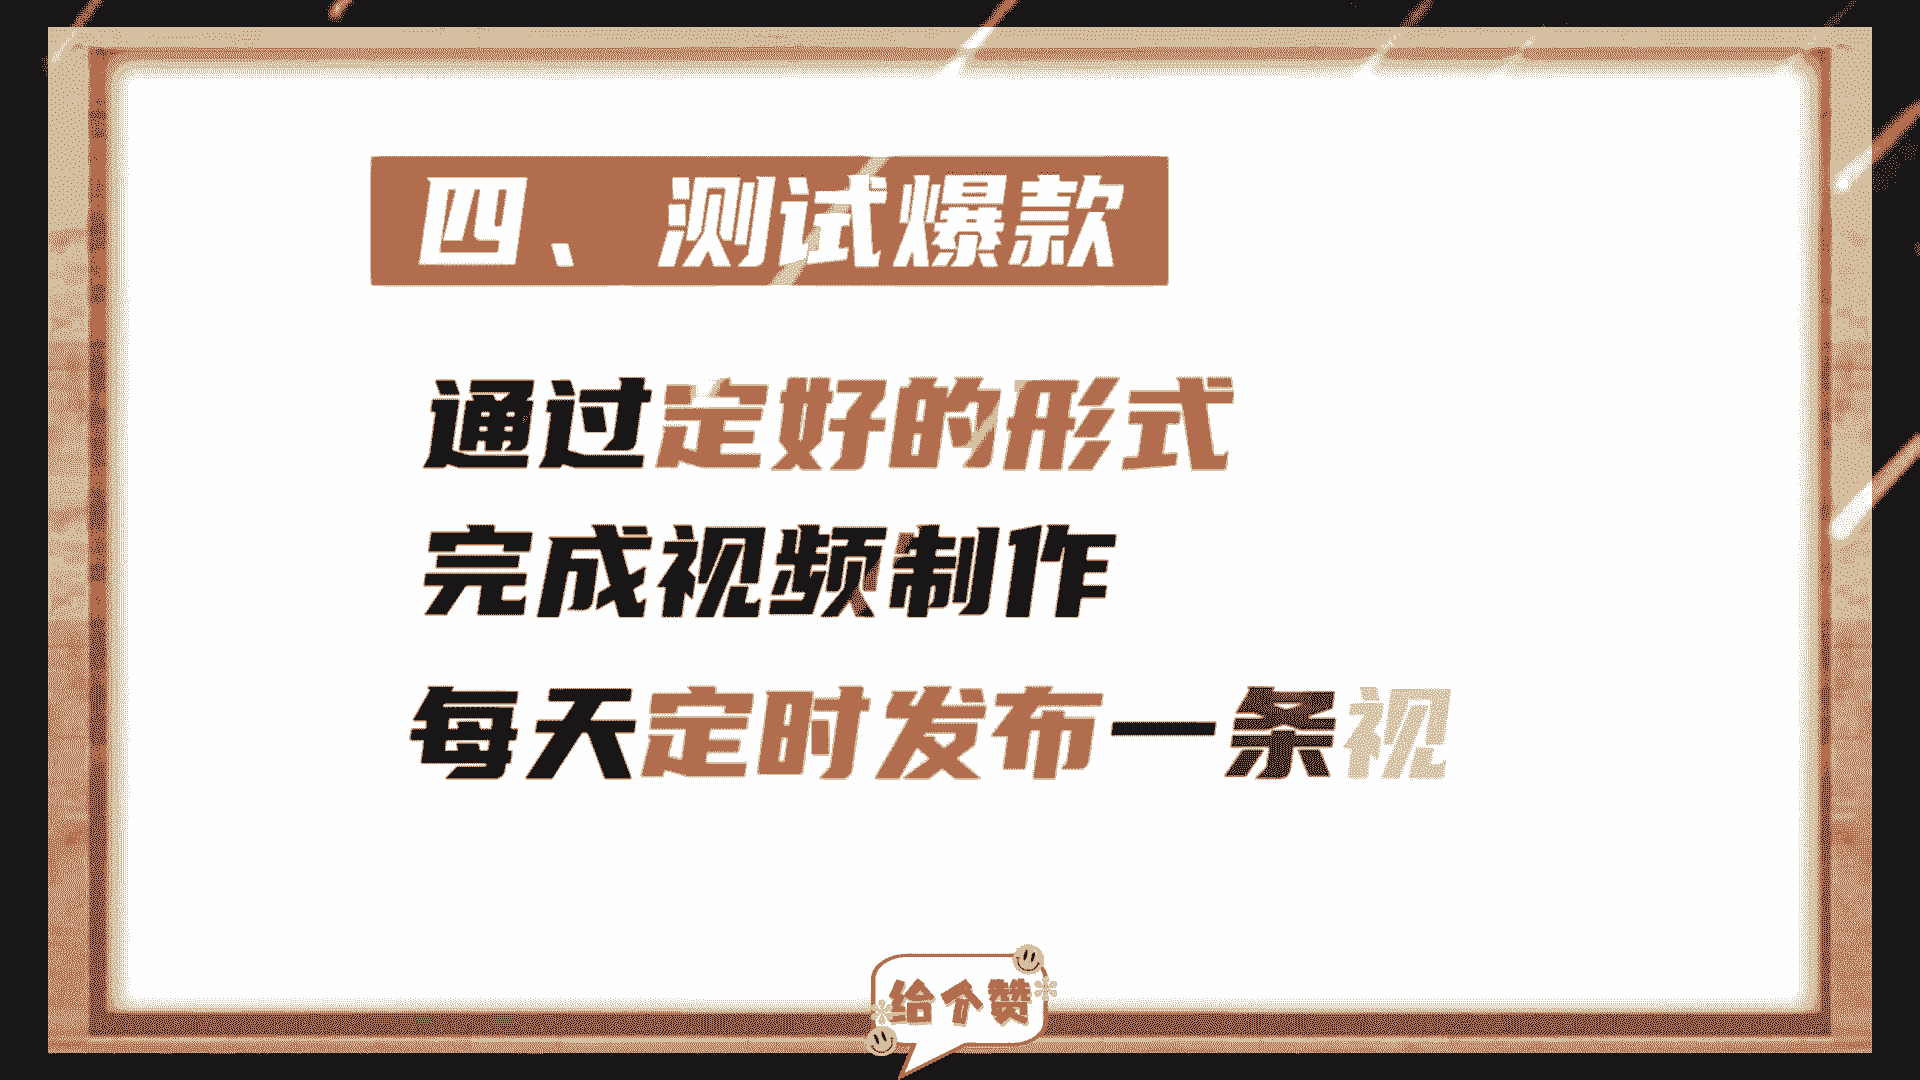 四、测试爆款
通过定好的形式
完成视频制作
每天定时发布一条视
给个赞